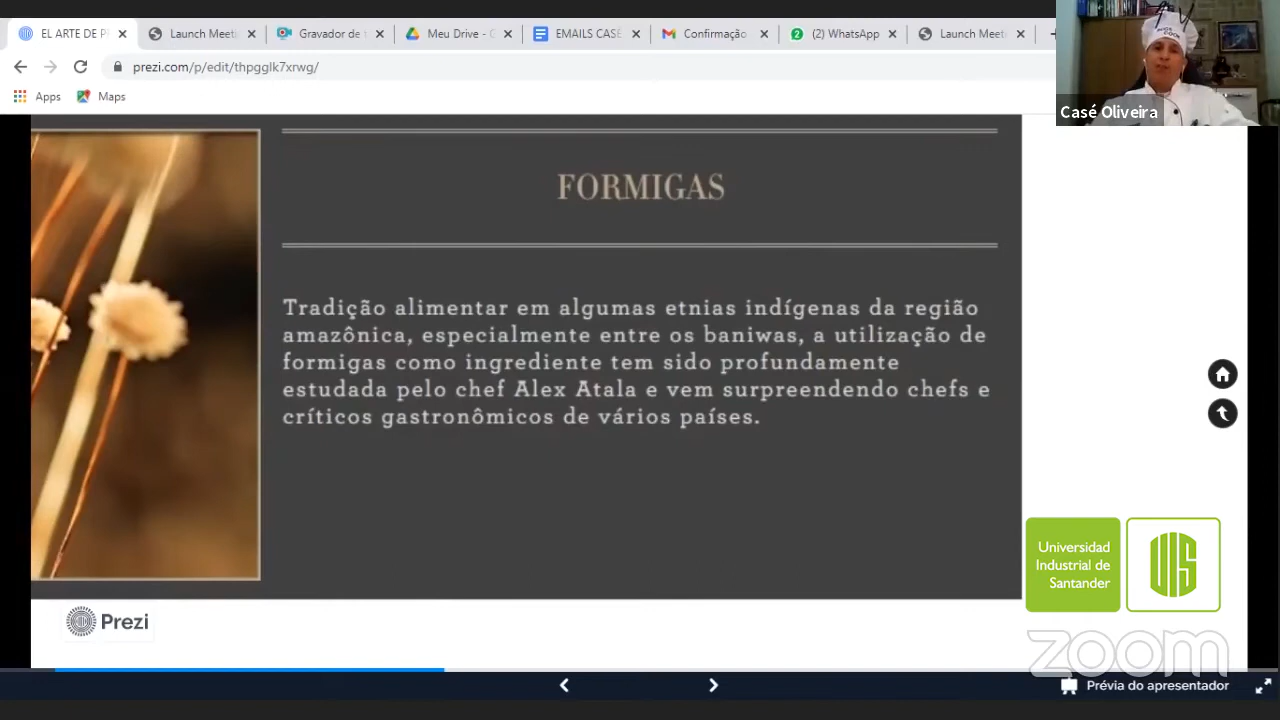 EL ARTE DE P
Launch Meeti
Gravador de t
Meu Drive - G
EMAILS CASÉ
Confirmação
(2) WhatsApp
Launch Meeti
prezi.com/p/edit/thpgglk7xrwg/
Apps
Maps
Casé Oliveira
FORMIGAS
Tradição alimentar em algumas etnias indígenas da região
amazônica, especialmente entre os baniwas, a utilização de
formigas como ingrediente tem sido profundamente
estudada pelo chef Alex Atala e vem surpreendendo chefs e
críticos gastronômicos de vários países.
Universidad
Industrial de
Santander
UIS
Prezi
zoom
Prévia do apresentador